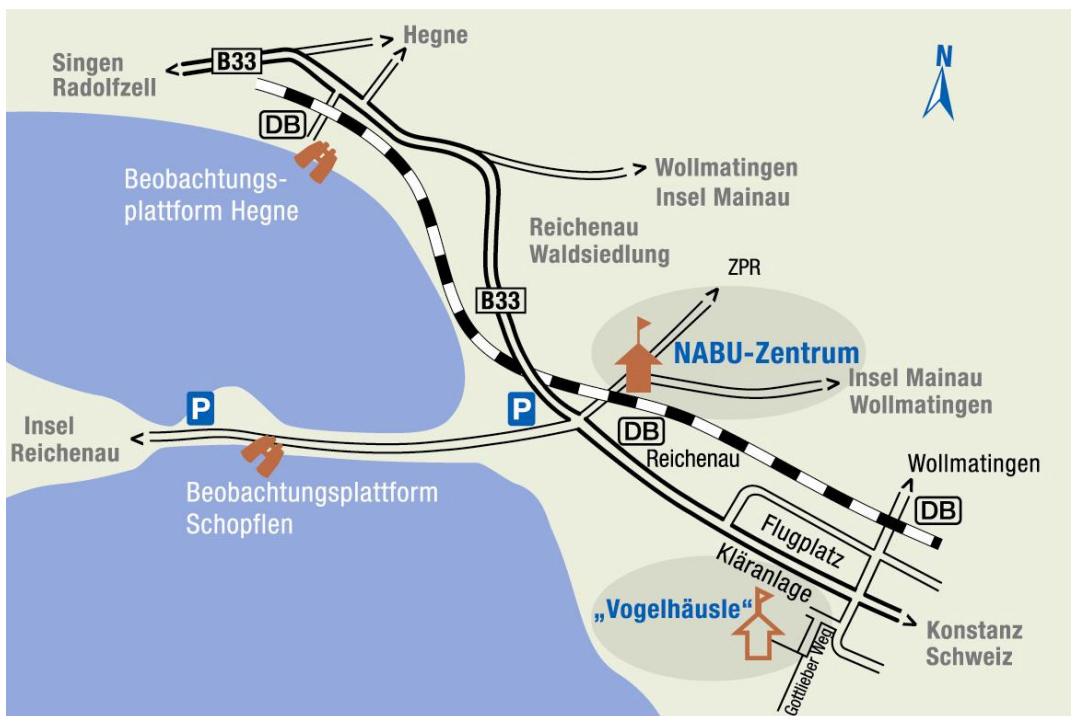 Hegne
N
B33
Singen
Radolfzell
DB
Beobachtungs-
plattform Hegne
Wollmatingen
Insel Mainau
Reichenau
Waldsiedlung
ZPR
B33
NABU-Zentrum
Insel Mainau
Wollmatingen
P
P
Insel
Reichenau
DB
Reichenau
Beobachtungsplattform
Schopflen
Wollmatingen
DB
Flugplatz
Kläranlage
„Vogelhäusle“
Gottlieber Weg
Konstanz
Schweiz